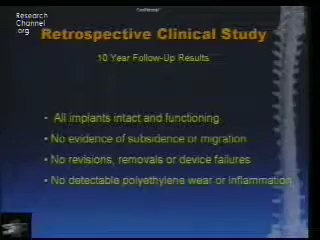 Confidential
Research
Channel
.org
Retrospective Clinical Study
10 Year Follow-Up Results
• All implants intact and functioning
• No evidence of subsidence or migration
• No revisions, removals or device failures
• No detectable polyethylene wear or inflammation